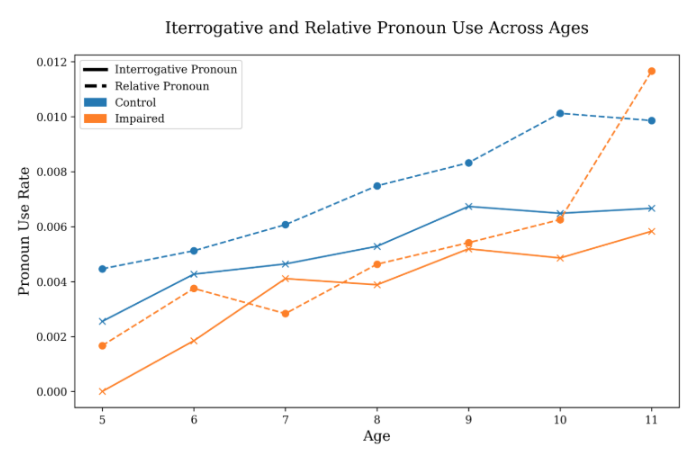 Iterrogative and Relative Pronoun Use Across Ages
Interrogative Pronoun
Relative Pronoun
Control
Impaired
Pronoun Use Rate
0.012
0.010
0.008
0.006
0.004
0.002
0.000
5 6 7 8 9 10 11
Age